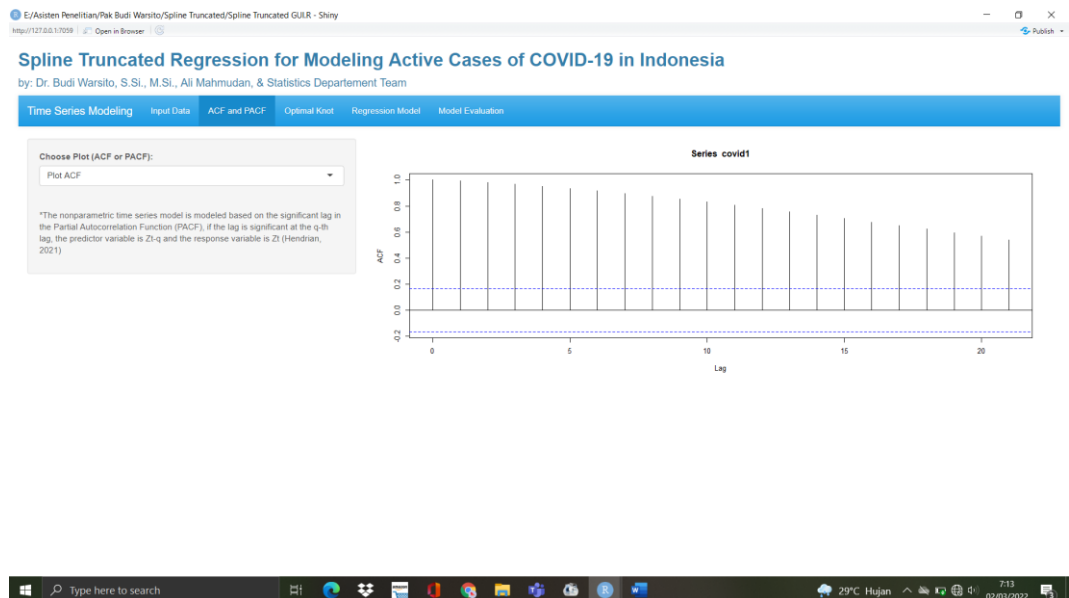 E:/Asisten Penelitian/Pak Budi Warsito/Spline Truncated/Spline Truncated GUI.R - Shiny
http://127.0.0.1:7059 Open in Browser Publish
Spline Truncated Regression for Modeling Active Cases of COVID-19 in Indonesia
by: Dr. Budi Warsito, S.Si., M.Si., Ali Mahmudan, & Statistics Departement Team
Time Series Modeling Input Data ACF and PACF Optimal Knot Regression Model Model Evaluation
Choose Plot (ACF or PACF):
Plot ACF
*The nonparametric time series model is modeled based on the significant lag in
the Partial Autocorrelation Function (PACF), if the lag is significant at the q-th
lag, the predictor variable is Zt-q and the response variable is Zt (Hendrian,
2021)
Series covid1
ACF
1.0
0.8
0.6
0.4
0.2
0.0
-0.2
0 5 10 15 20
Lag
Type here to search
29°C Hujan
7:13
02/03/2022